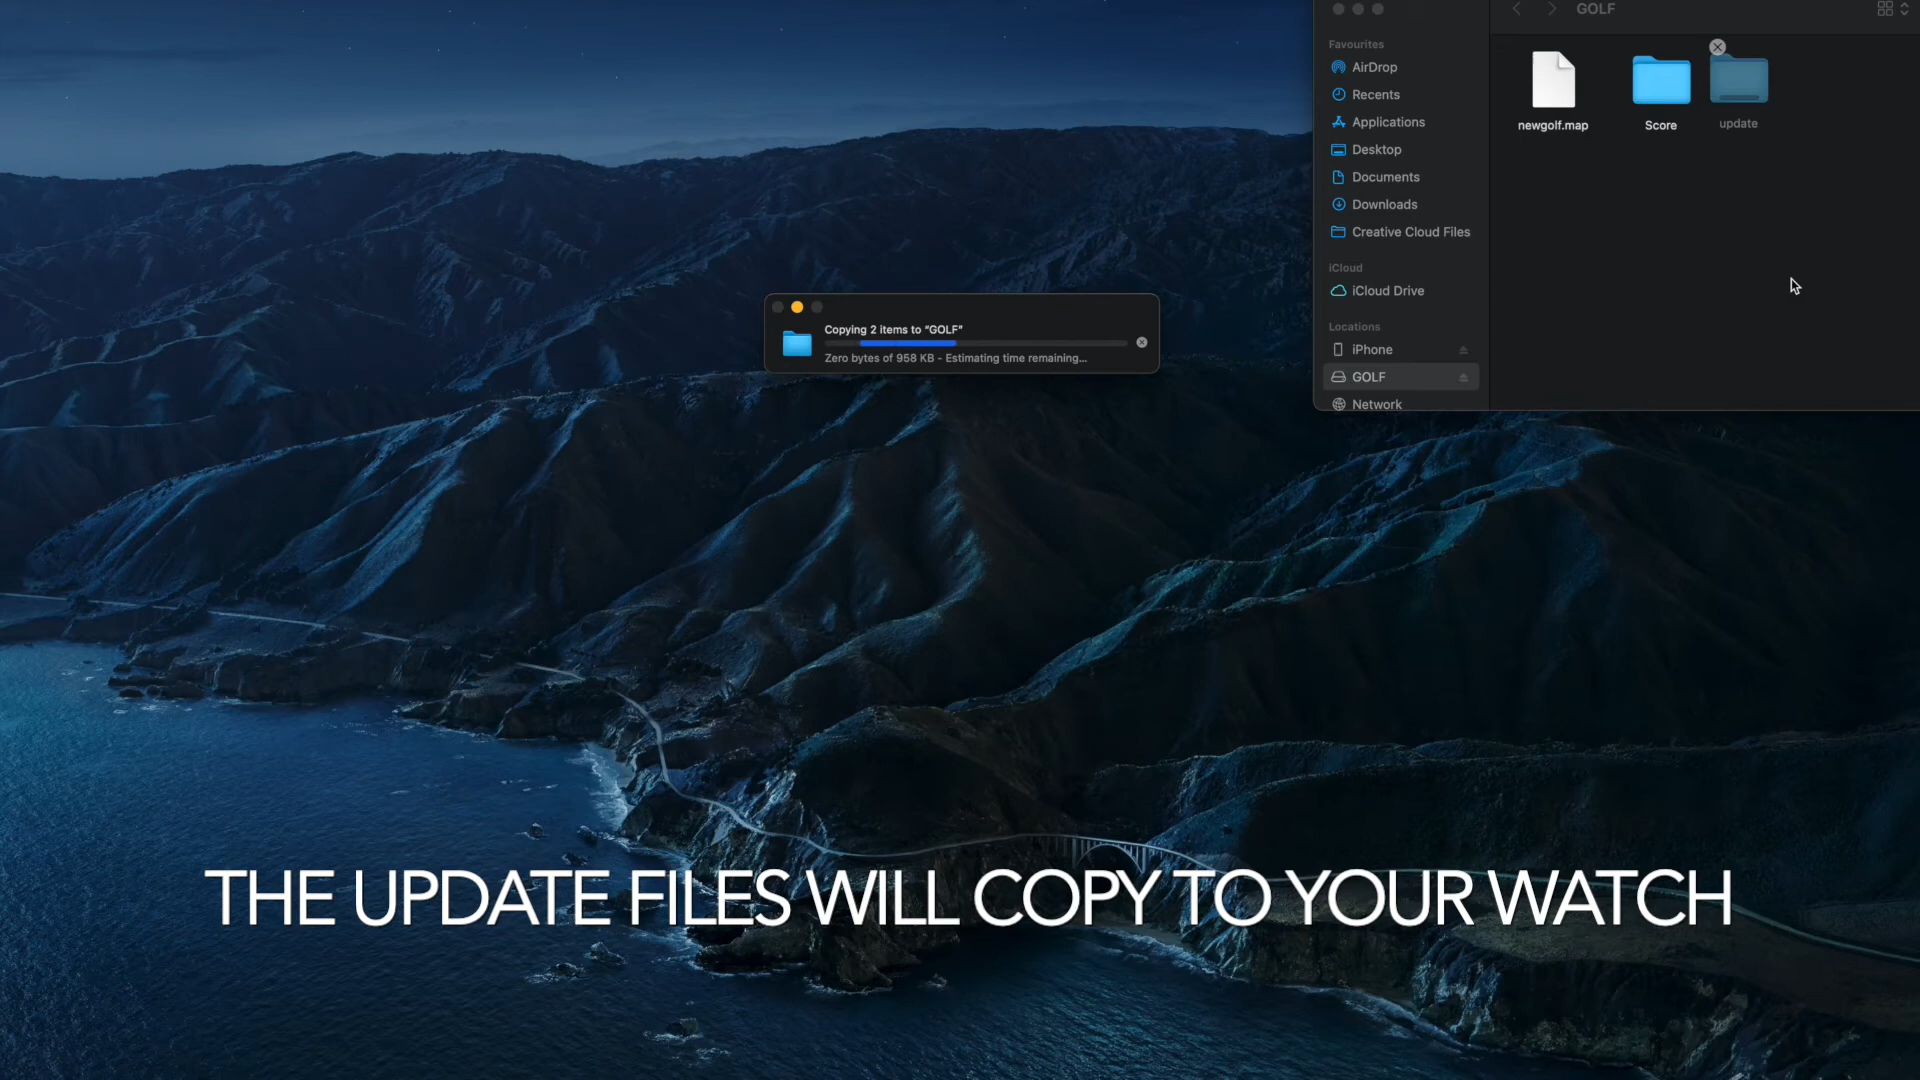 GOLF
Favourites
AirDrop
Recents
Applications
Desktop
Documents
Downloads
Creative Cloud Files
iCloud
iCloud Drive
Locations
iPhone
GOLF
Network
newgolf.map
Score
update
Copying 2 items to “GOLF”
Zero bytes of 958 KB - Estimating time remaining...
THE UPDATE FILES WILL COPY TO YOUR WATCH